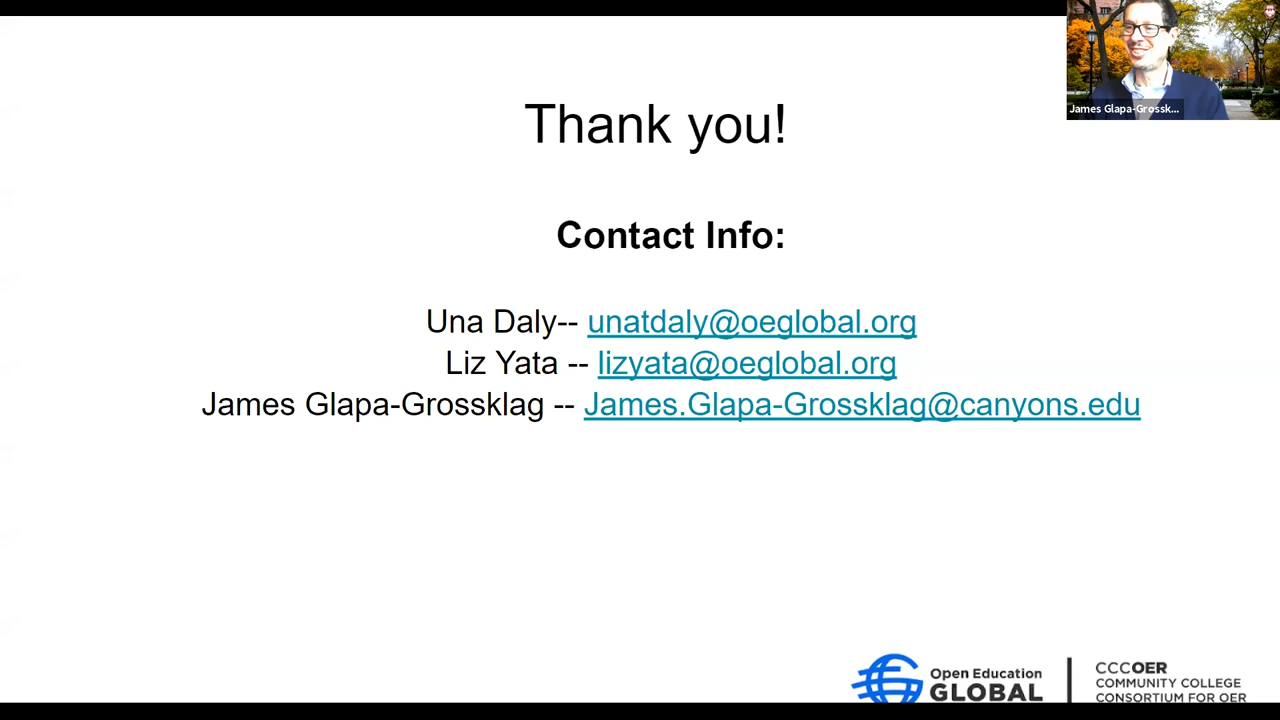 James Glapa-Grossk...
Thank you!
Contact Info:
Una Daly-- unatdaly@oeglobal.org
Liz Yata -- lizyata@oeglobal.org
James Glapa-Grossklag -- James.Glapa-Grossklag@canyons.edu
Open Education
GLOBAL
CCCOER
COMMUNITY COLLEGE
CONSORTIUM FOR OER